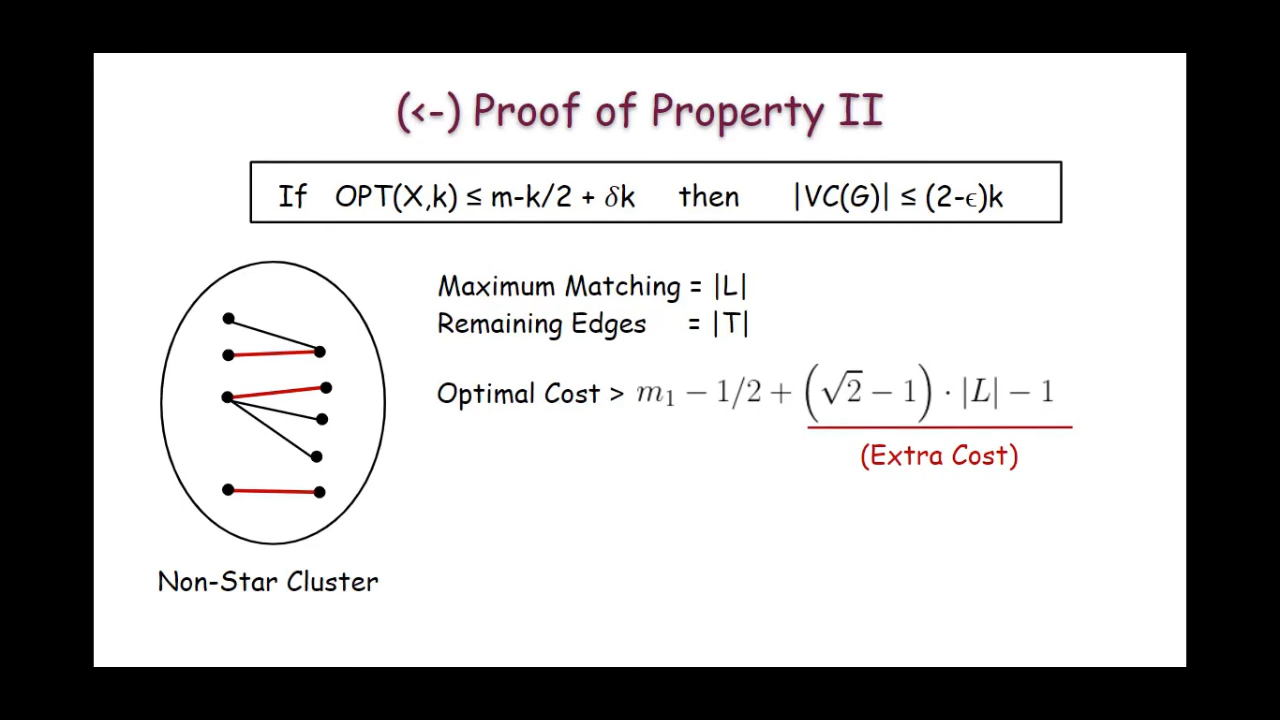 (<-) Proof of Property II
If OPT(X,k) ≤ m-k/2 + δk then |VC(G)| ≤ (2-ϵ)k
Maximum Matching = |L|
Remaining Edges = |T|
Optimal Cost > m₁ − 1/2 + (√2 − 1) · |L| − 1
(Extra Cost)
Non-Star Cluster